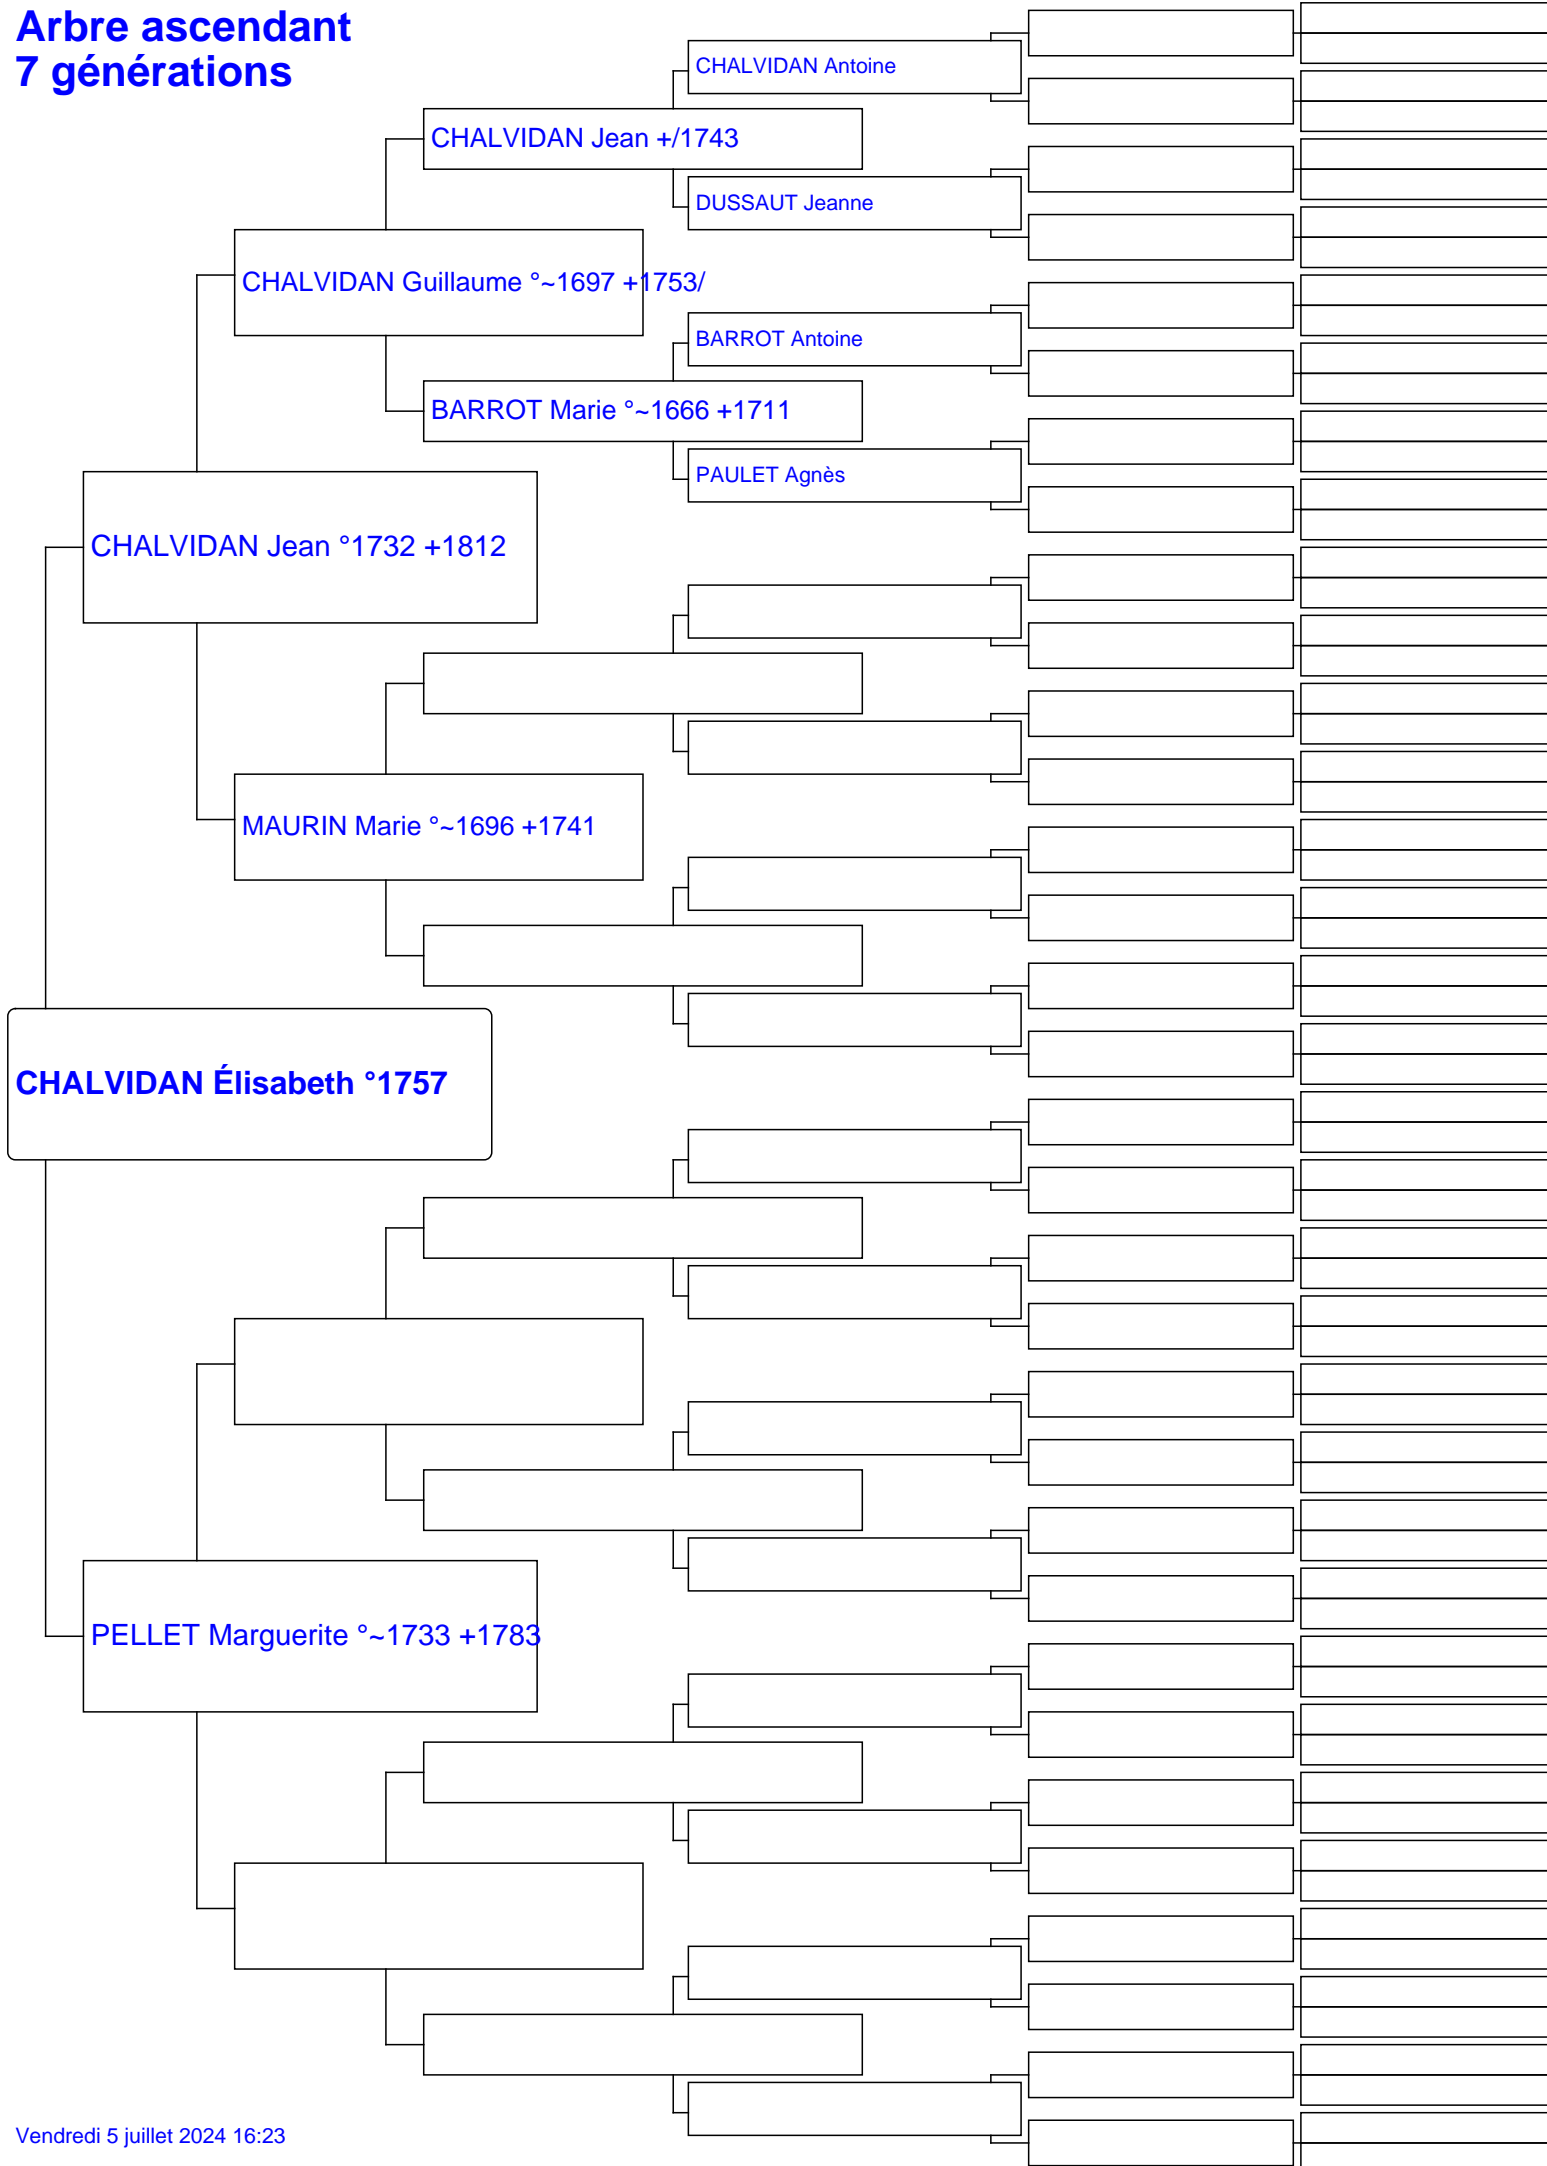 Arbre ascendant
7 générations
CHALVIDAN Antoine
CHALVIDAN Jean +/1743
DUSSAUT Jeanne
CHALVIDAN Guillaume °~1697 +1753/
BARROT Antoine
BARROT Marie °~1666 +1711
PAULET Agnès
CHALVIDAN Jean °1732 +1812
MAURIN Marie °~1696 +1741
CHALVIDAN Élisabeth °1757
PELLET Marguerite °~1733 +1783
Vendredi 5 juillet 2024 16:23